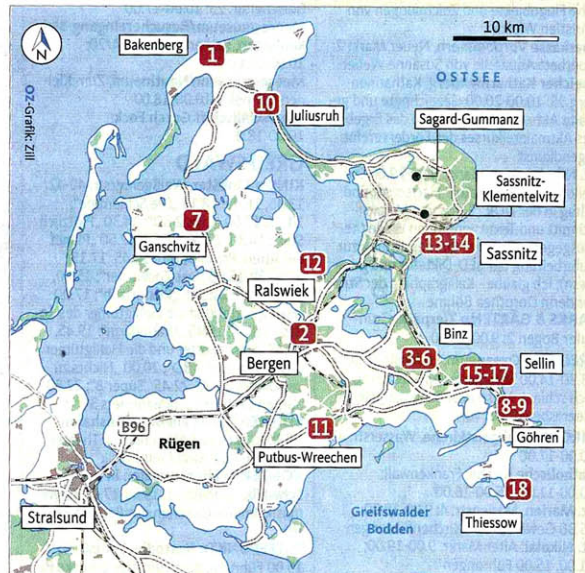 N
10 km
Bakenberg
1
OSTSEE
10
Juliusruh
Sagard-Gummanz
OZ-Grafik: Zill
Sassnitz-
Klementelvitz
7
Ganschvitz
13-14
Sassnitz
12
Ralswiek
2
Binz
3-6
Bergen
15-17
Sellin
8-9
B96
Rügen
11
Göhren
Putbus-Wreechen
18
Stralsund
Greifswalder
Bodden
Thiessow